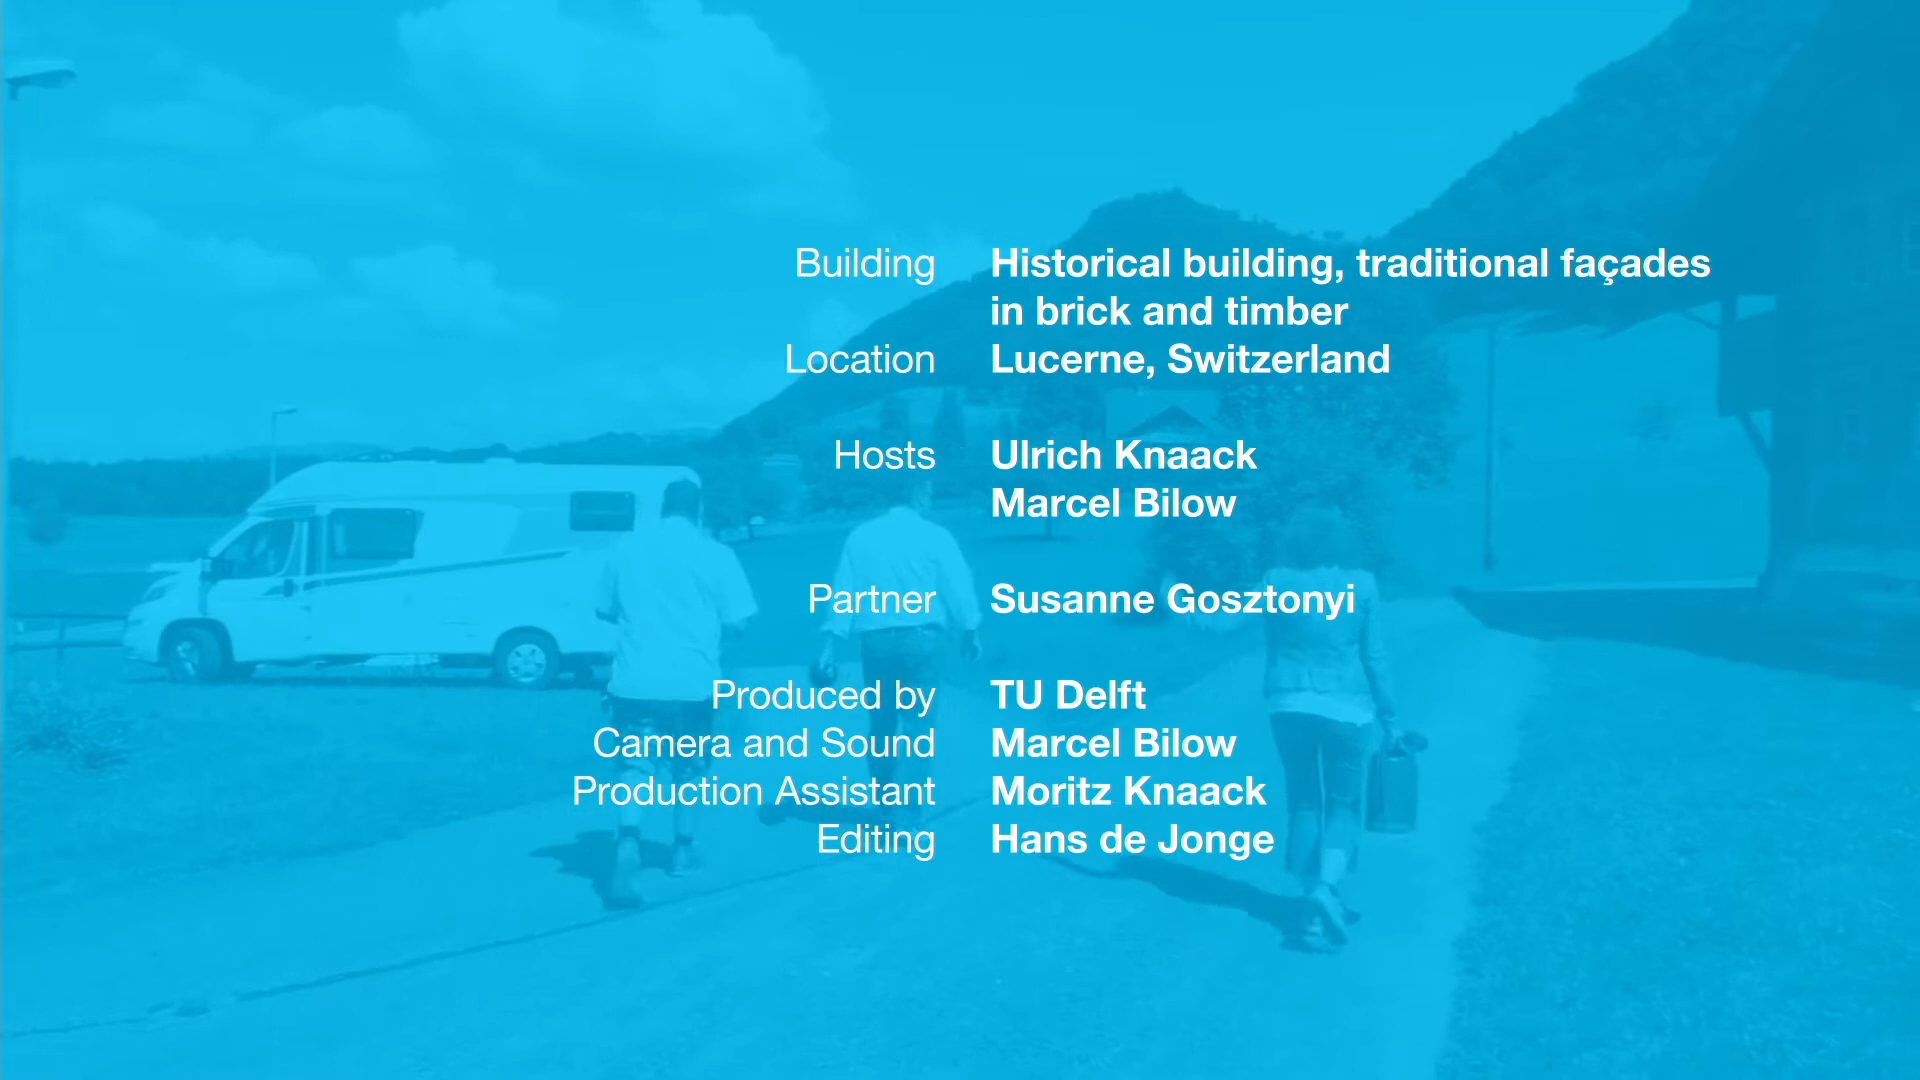 Building Historical building, traditional façades
in brick and timber
Location Lucerne, Switzerland
Hosts Ulrich Knaack
Marcel Bilow
Partner Susanne Gosztonyi
Produced by TU Delft
Camera and Sound Marcel Bilow
Production Assistant Moritz Knaack
Editing Hans de Jonge